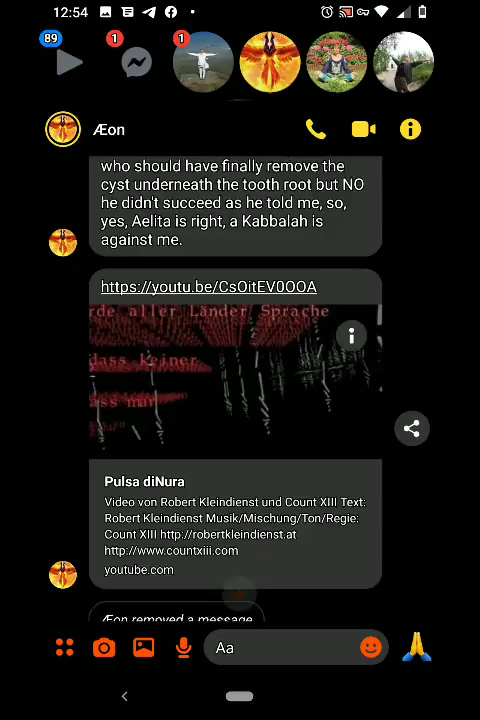 12:54
89
1
1
Æon
who should have finally remove the
cyst underneath the tooth root but NO
he didn't succeed as he told me, so,
yes, Aelita is right, a Kabbalah is
against me.
https://youtu.be/CsOitEV0OOA
rde aller Länder Sprache
dass keiner
dass mar
Pulsa diNura
Video von Robert Kleindienst und Count XIII Text:
Robert Kleindienst Musik/Mischung/Ton/Regie:
Count XIII http://robertkleindienst.at
http://www.countxiii.com
youtube.com
Æon removed a message
Aa